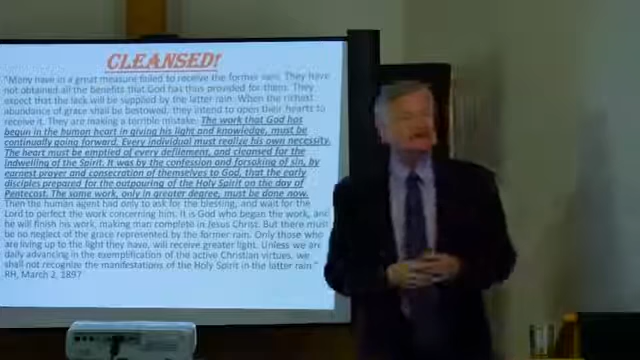 CLEANSED!
"Many have in a great measure failed to receive the former rain. They have
not obtained all the benefits that God has thus provided for them. They
expect that the lack will be supplied by the latter rain. When the richest
abundance of grace shall be bestowed, they intend to open their hearts to
receive it. They are making a terrible mistake. The work that God has
begun in the human heart in giving his light and knowledge, must be
continually going forward. Every individual must realize his own necessity.
The heart must be emptied of every defilement, and cleansed for the
indwelling of the Spirit. It was by the confession and forsaking of sin, by
earnest prayer and consecration of themselves to God, that the early
disciples prepared for the outpouring of the Holy Spirit on the day of
Pentecost. The same work, only in greater degree, must be done now.
Then the human agent had only to ask for the blessing, and wait for the
Lord to perfect the work concerning him. It is God who began the work, and
he will finish his work, making man complete in Jesus Christ. But there must
be no neglect of the grace represented by the former rain. Only those who
are living up to the light they have, will receive greater light. Unless we are
daily advancing in the exemplification of the active Christian virtues, we
shall not recognize the manifestations of the Holy Spirit in the latter rain."
RH, March 2, 1897